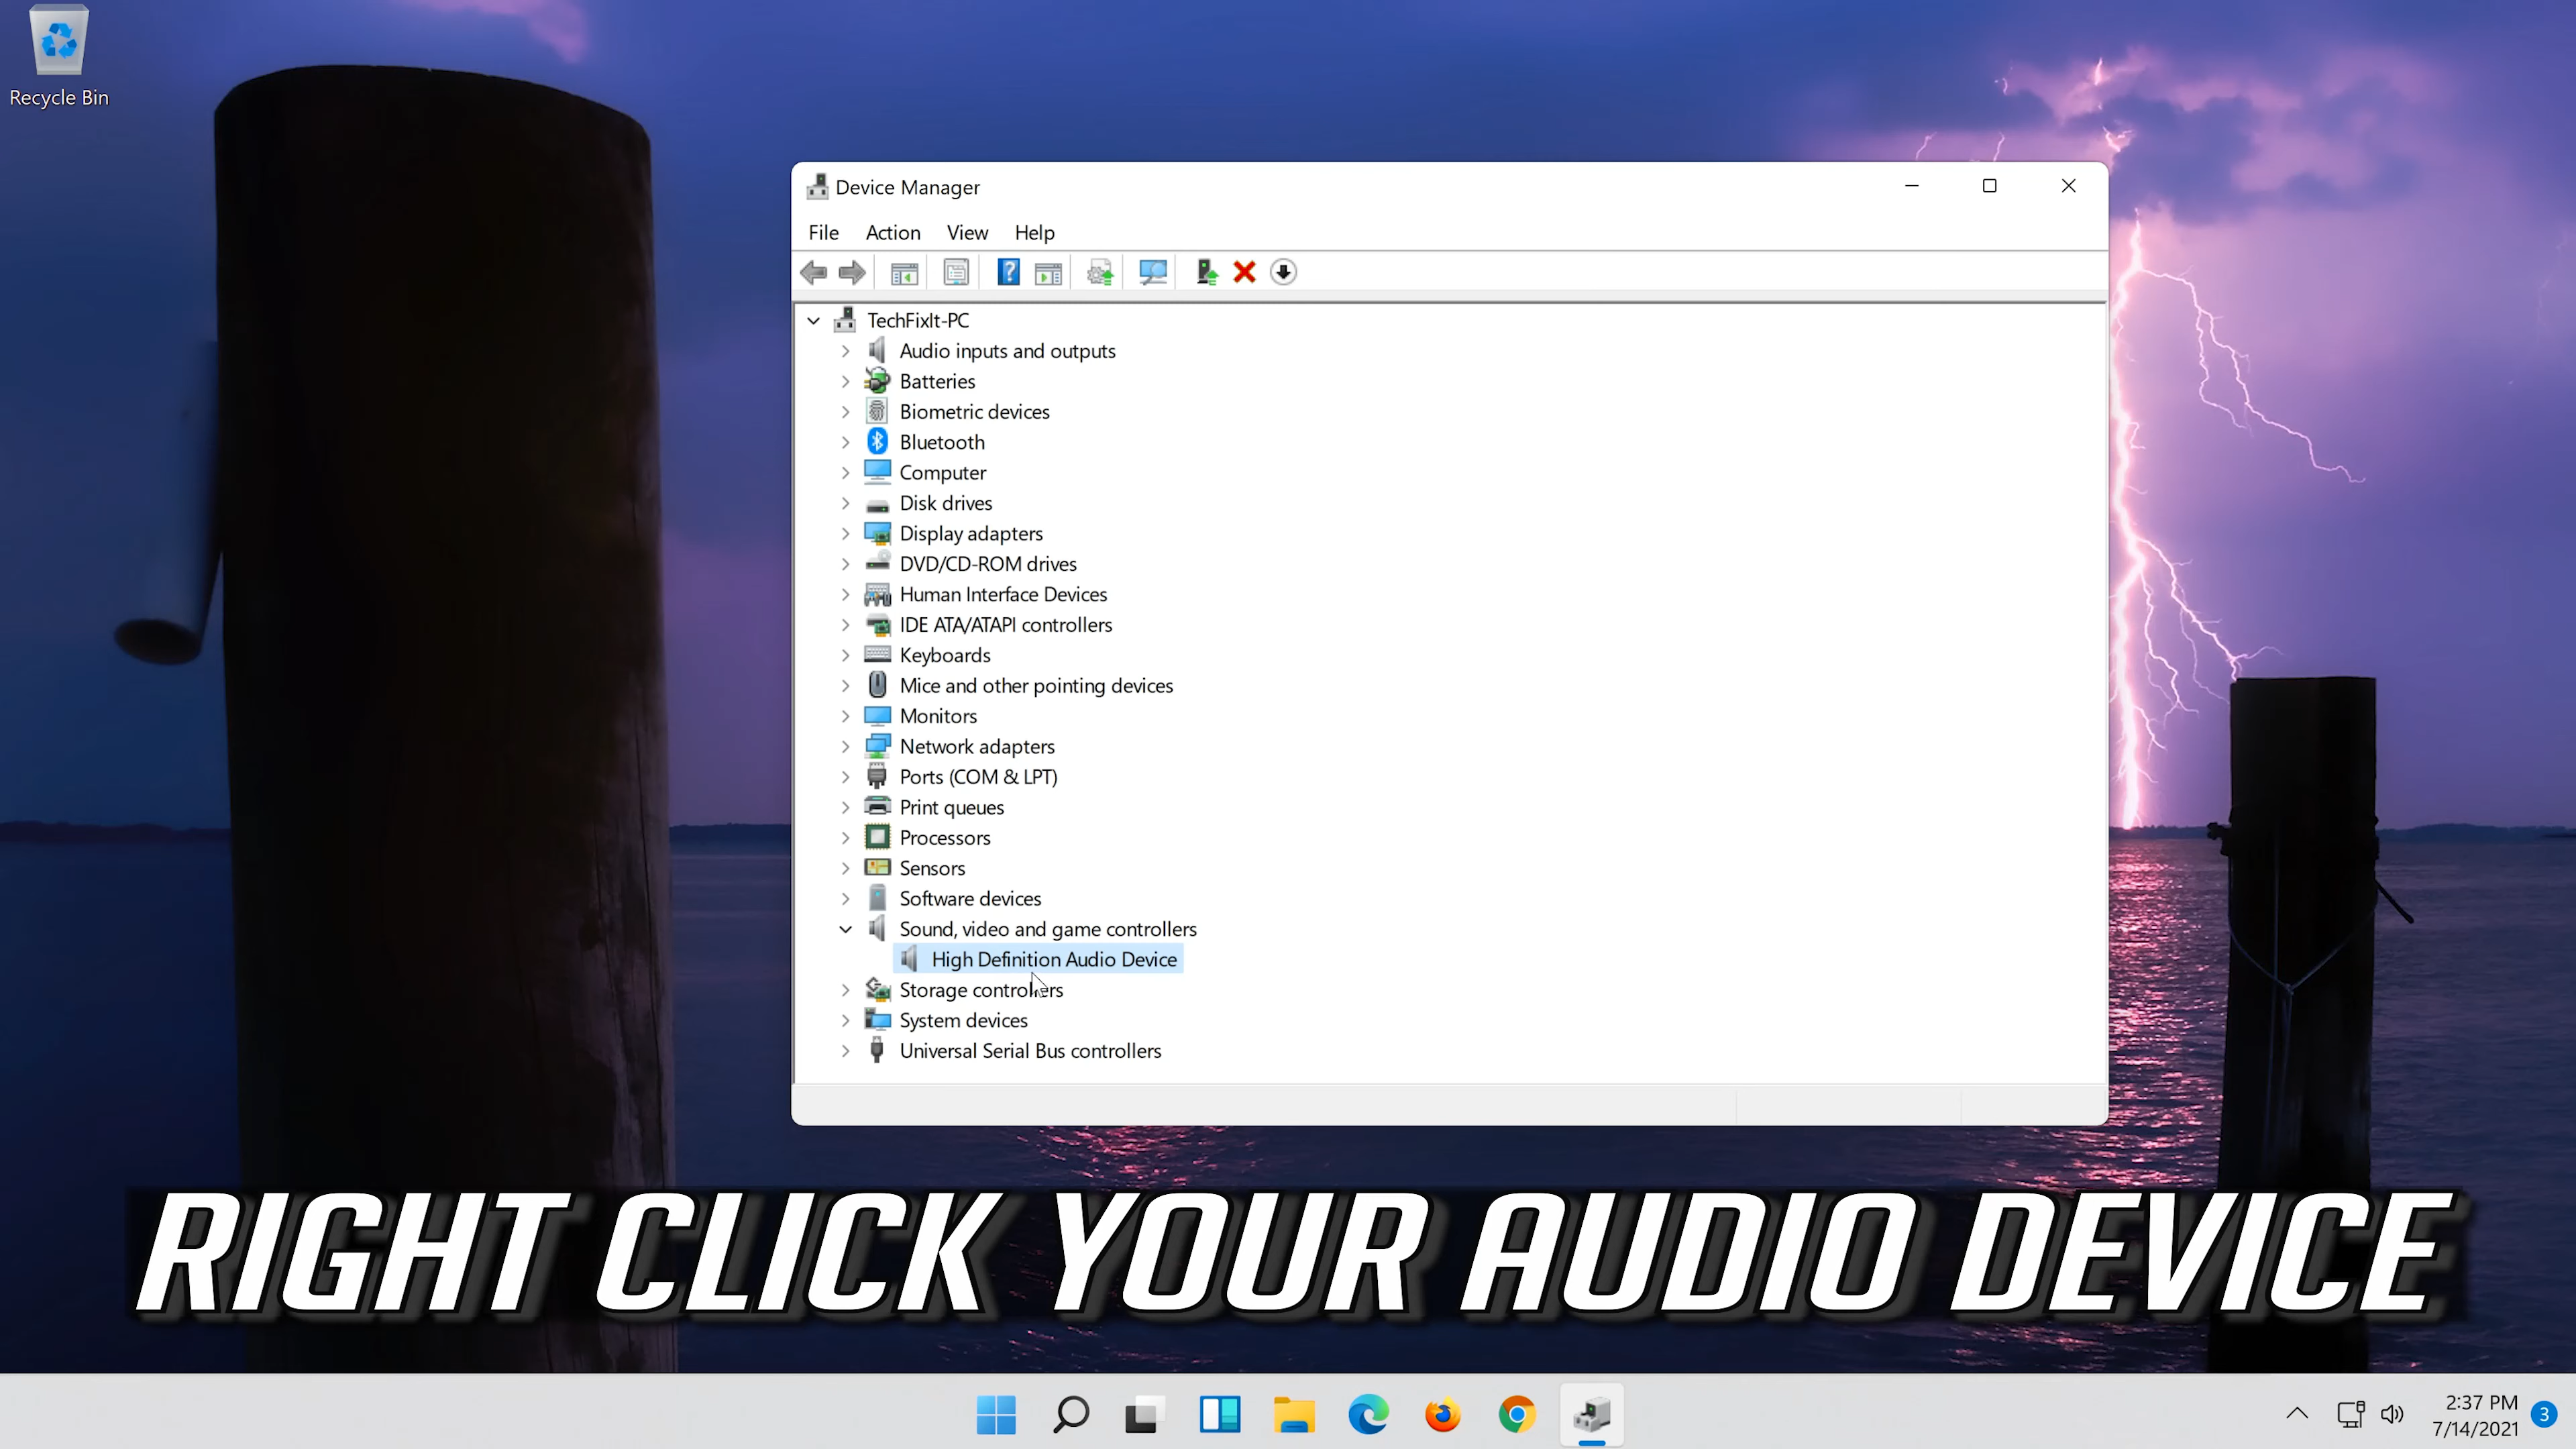 Recycle Bin
Device Manager
File Action View Help
TechFixIt-PC
Audio inputs and outputs
Batteries
Biometric devices
Bluetooth
Computer
Disk drives
Display adapters
DVD/CD-ROM drives
Human Interface Devices
IDE ATA/ATAPI controllers
Keyboards
Mice and other pointing devices
Monitors
Network adapters
Ports (COM & LPT)
Print queues
Processors
Sensors
Software devices
Sound, video and game controllers
High Definition Audio Device
Storage controllers
System devices
Universal Serial Bus controllers
RIGHT CLICK YOUR AUDIO DEVICE
2:37 PM
7/14/2021
3